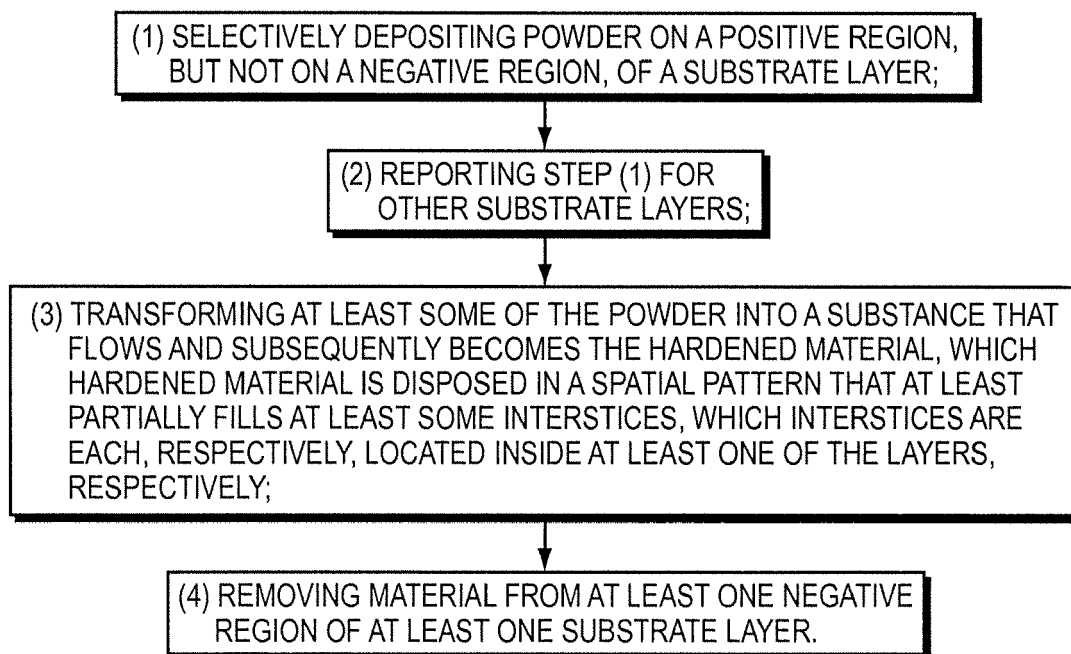 (1) SELECTIVELY DEPOSITING POWDER ON A POSITIVE REGION,
BUT NOT ON A NEGATIVE REGION, OF A SUBSTRATE LAYER;
(2) REPORTING STEP (1) FOR
OTHER SUBSTRATE LAYERS;
(3) TRANSFORMING AT LEAST SOME OF THE POWDER INTO A SUBSTANCE THAT
FLOWS AND SUBSEQUENTLY BECOMES THE HARDENED MATERIAL, WHICH
HARDENED MATERIAL IS DISPOSED IN A SPATIAL PATTERN THAT AT LEAST
PARTIALLY FILLS AT LEAST SOME INTERSTICES, WHICH INTERSTICES ARE
EACH, RESPECTIVELY, LOCATED INSIDE AT LEAST ONE OF THE LAYERS,
RESPECTIVELY;
(4) REMOVING MATERIAL FROM AT LEAST ONE NEGATIVE
REGION OF AT LEAST ONE SUBSTRATE LAYER.